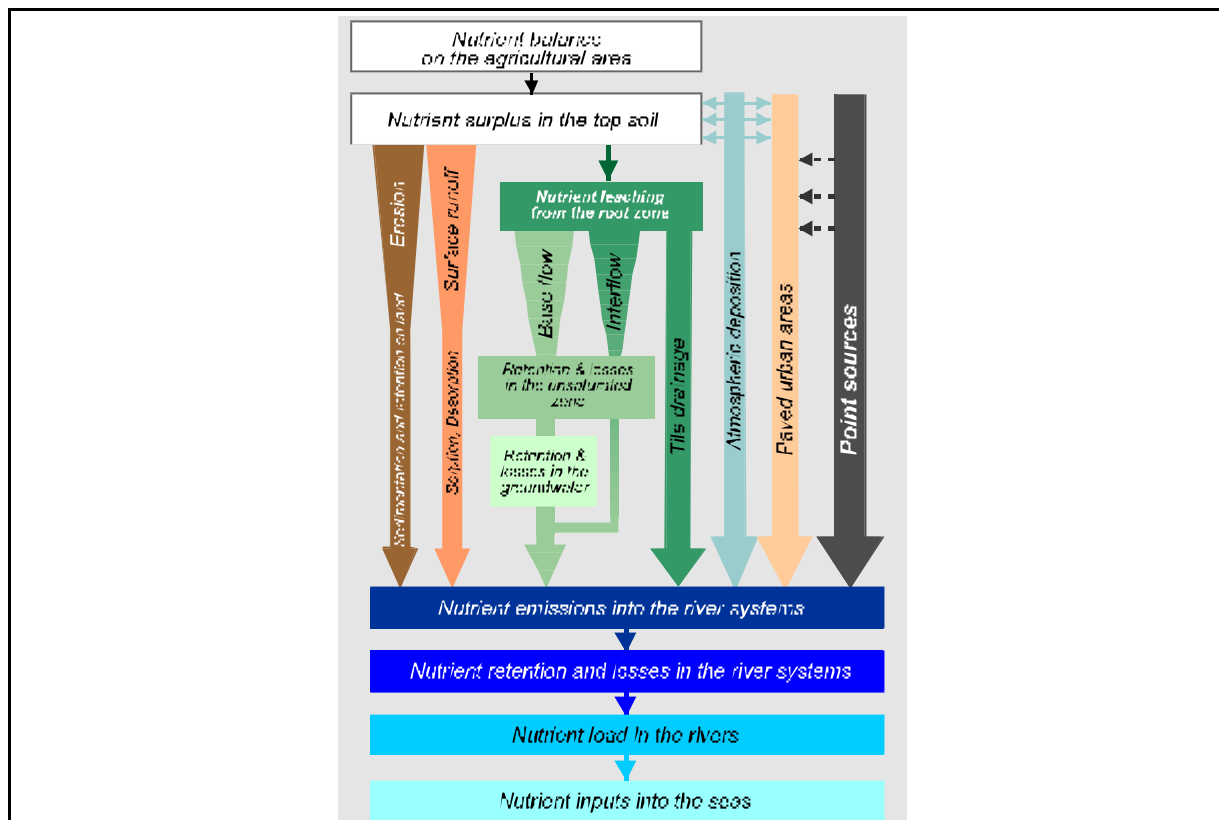 Nutrient balance
on the agricultural area
Nutrient surplus in the top soil
Nutrient leaching
from the root zone
Erosion
Sedimentation and retention on land
Surface runoff
Sorption, Desorption
Base flow
Interflow
Retention & losses
in the unsaturated
zone
Retention &
losses in the
groundwater
Tile drainage
Atmospheric deposition
Paved urban areas
Point sources
Nutrient emissions into the river systems
Nutrient retention and losses in the river systems
Nutrient load in the rivers
Nutrient inputs into the seas